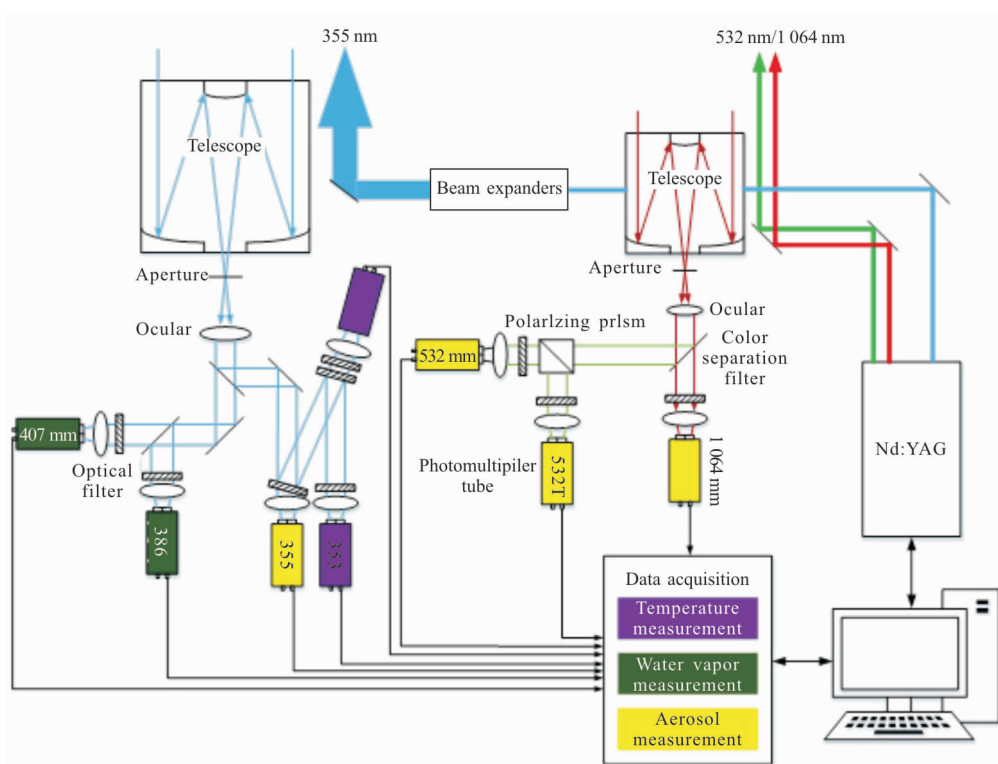 355 nm
532 nm/1 064 nm
Telescope
Beam expanders
Telescope
Aperture
Aperture
Ocular
Ocular
Polarlzing prlsm
Color
separation
filter
532 mm
407 mm
Optical
filter
Photomultipiler
tube
532T
1 064 mm
Nd:YAG
386
355
353
Data acquisition
Temperature
measurement
Water vapor
measurement
Aerosol
measurement